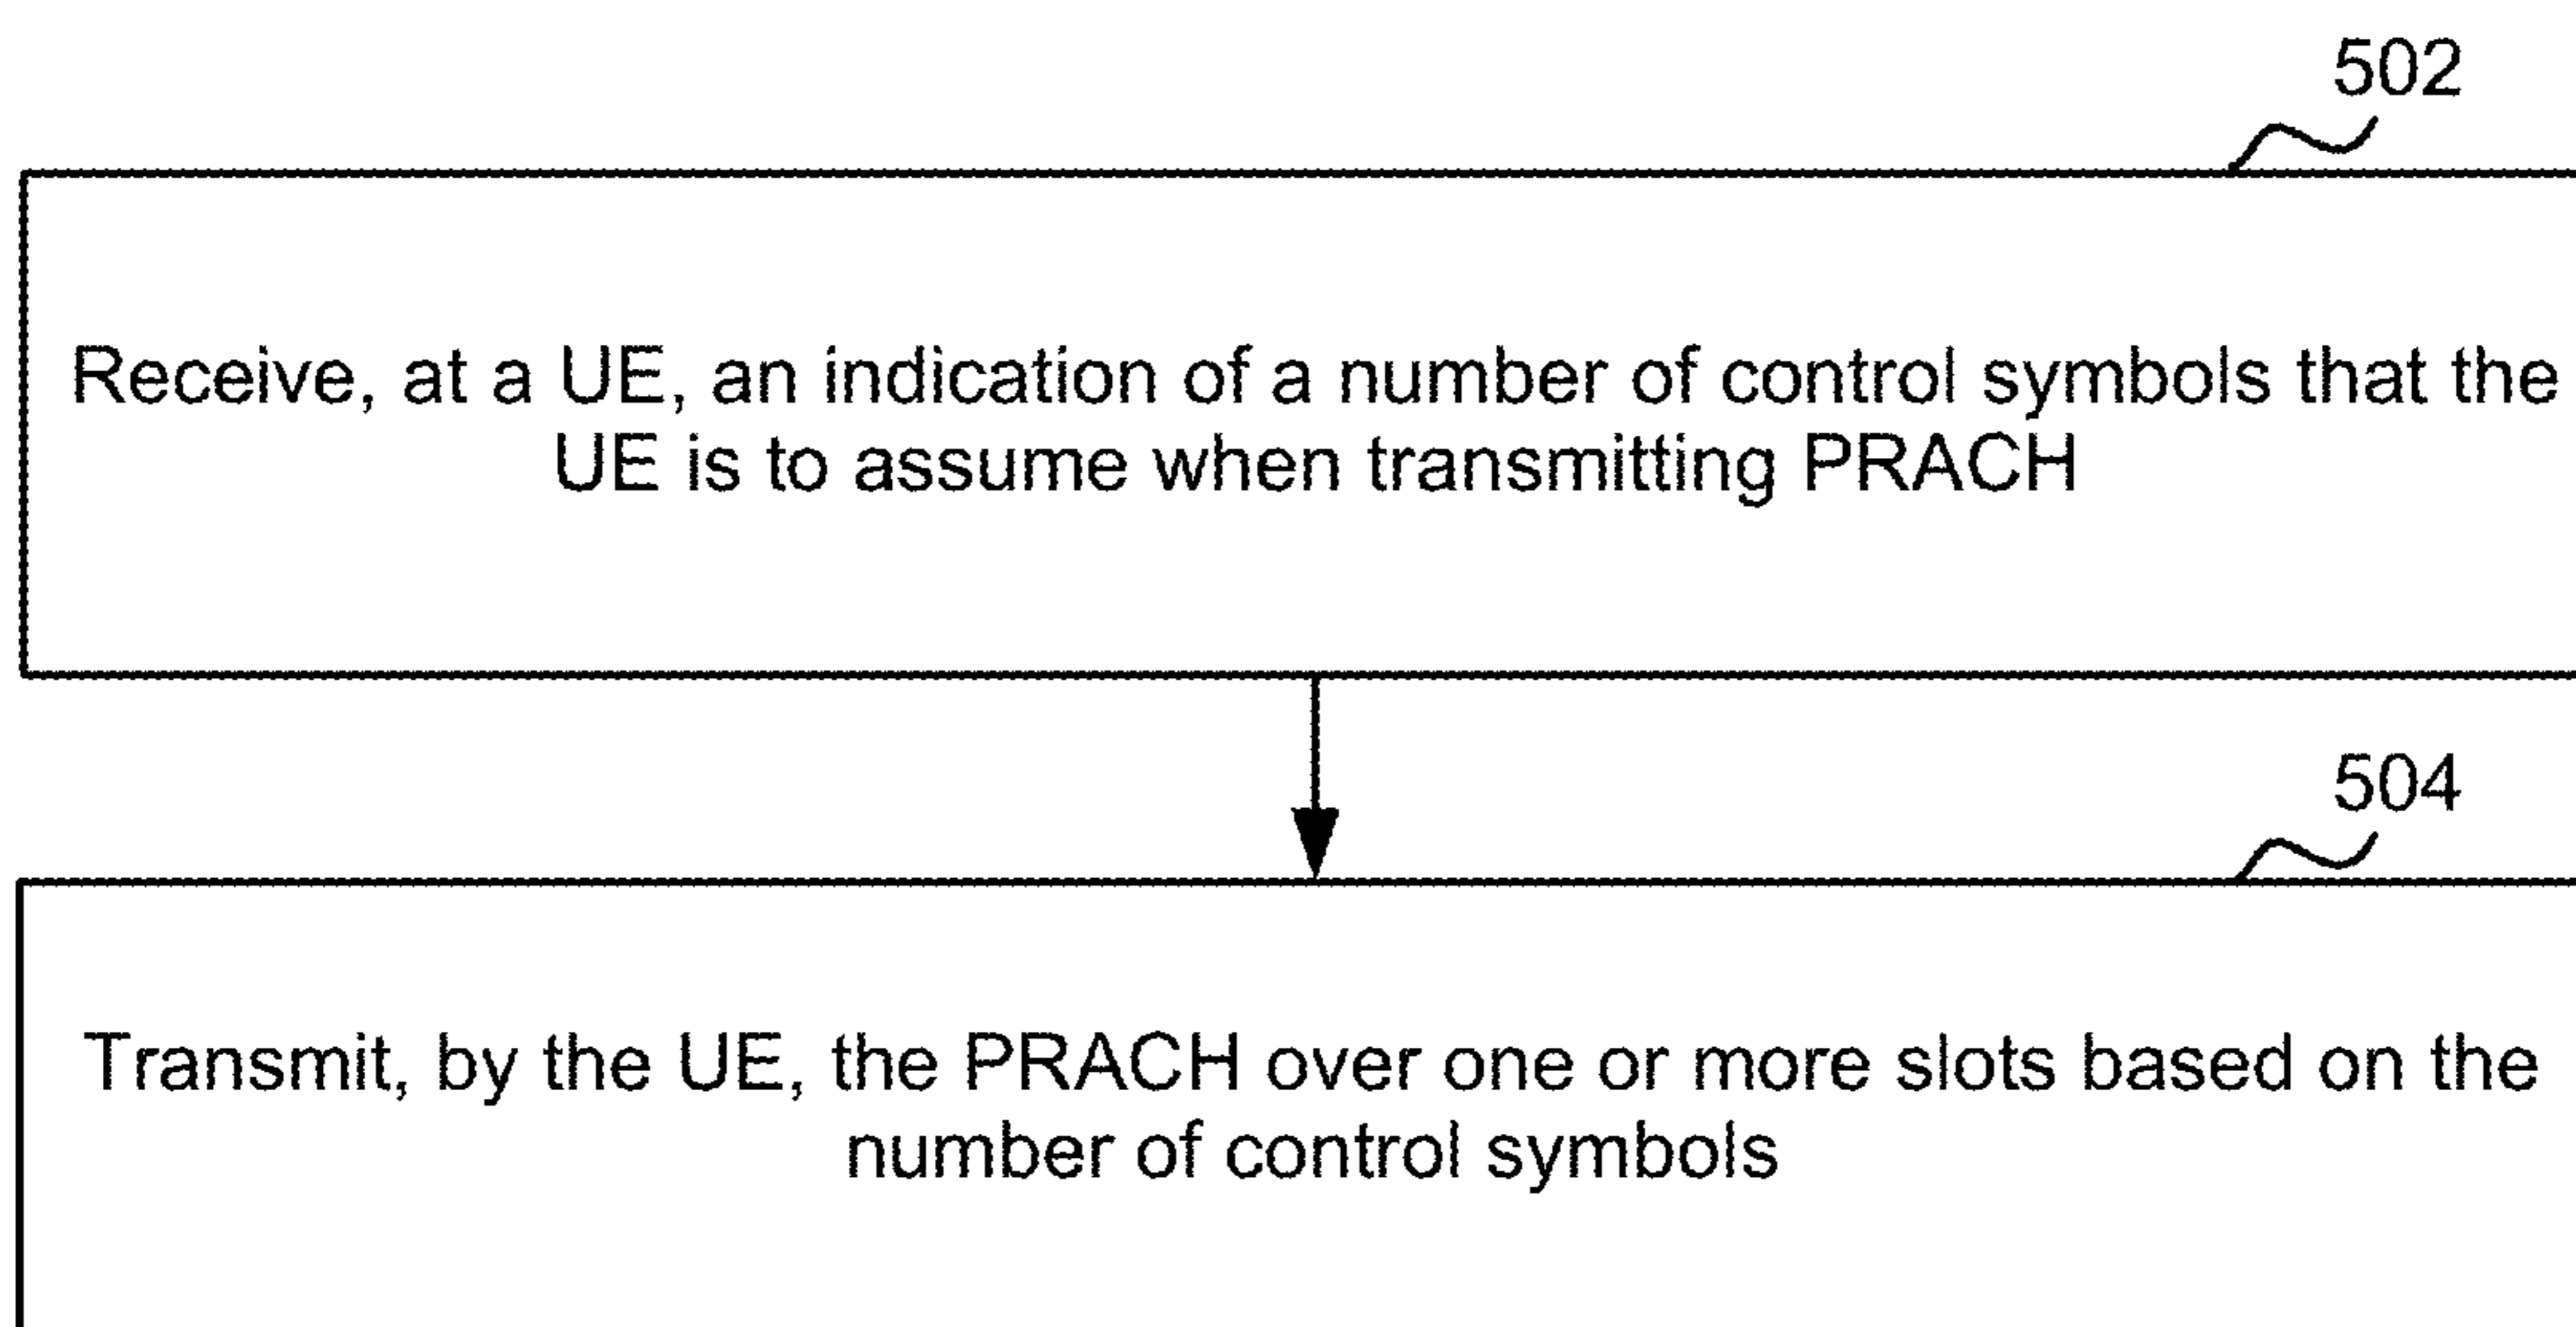 502
Receive, at a UE, an indication of a number of control symbols that the
UE is to assume when transmitting PRACH
504
Transmit, by the UE, the PRACH over one or more slots based on the
number of control symbols